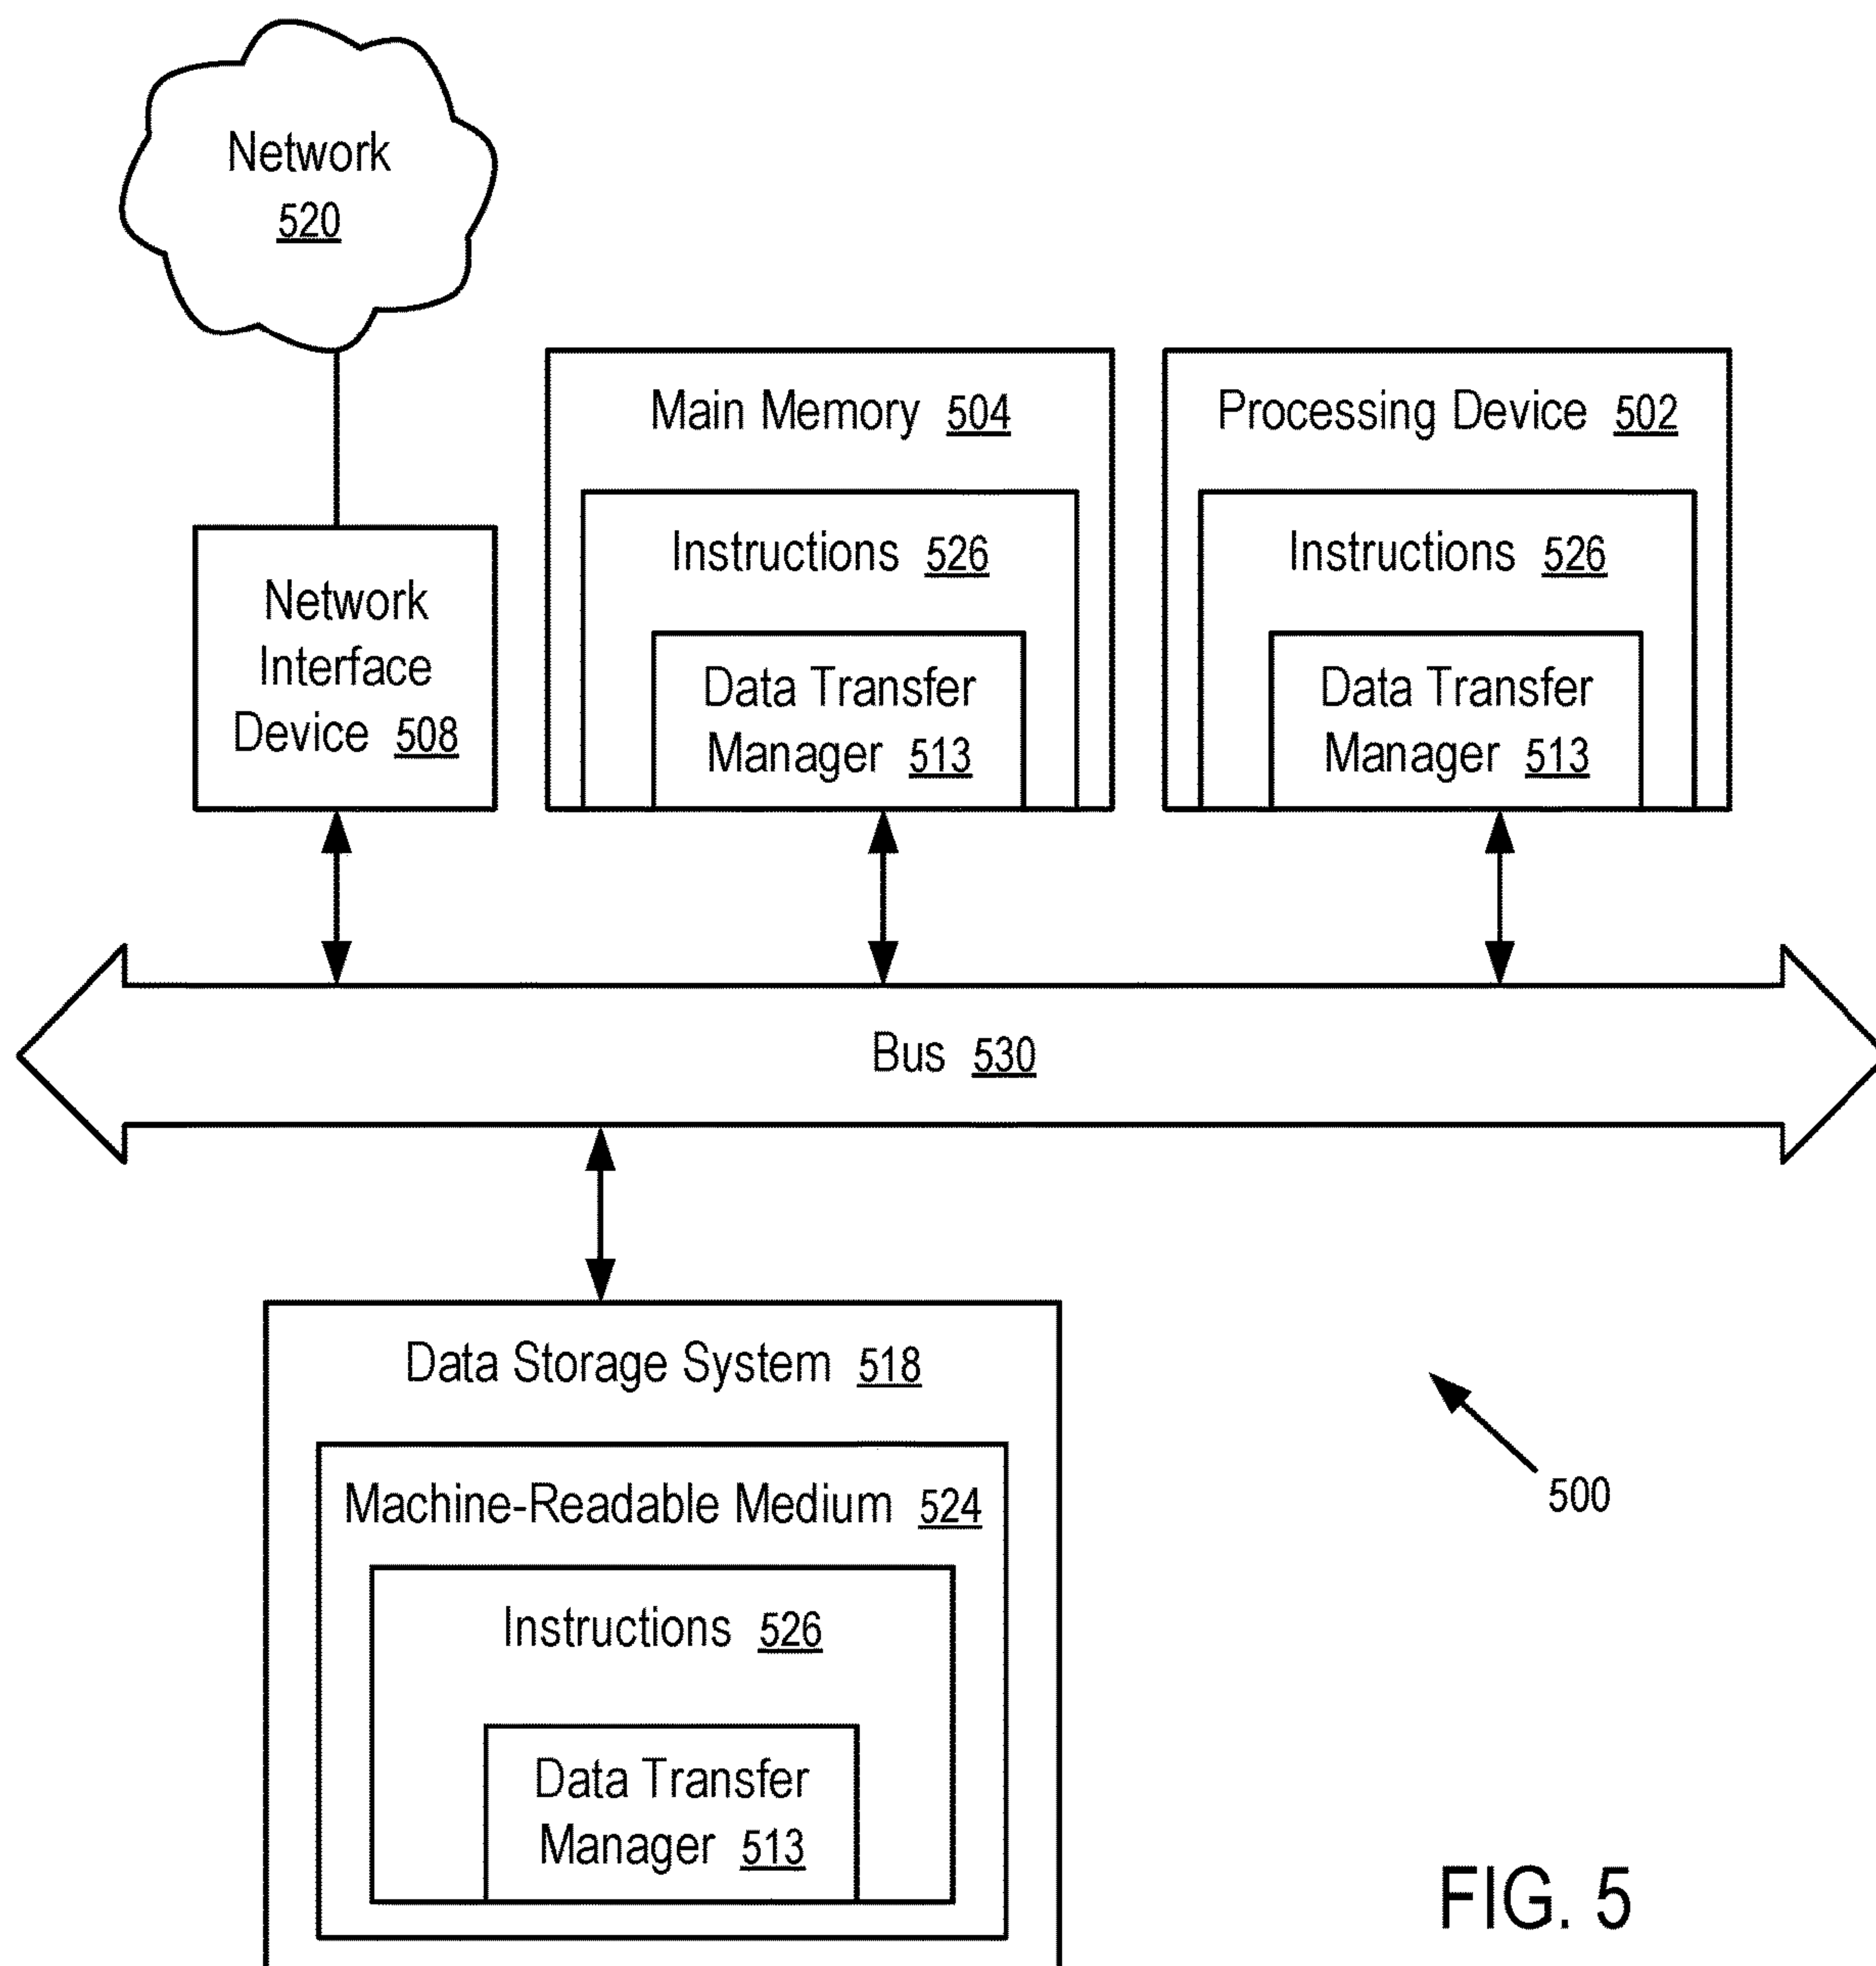 Network
520
Main Memory 504
Processing Device 502
Instructions 526
Instructions 526
Network
Interface
Device 508
Data Transfer
Manager 513
Data Transfer
Manager 513
Bus 530
Data Storage System 518
Machine-Readable Medium 524
500
Instructions 526
Data Transfer
Manager 513
FIG. 5